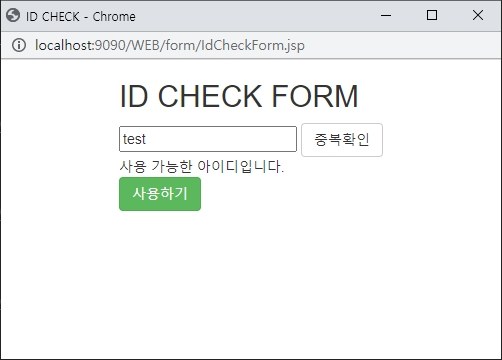 ID CHECK - Chrome
localhost:9090/WEB/form/IdCheckForm.jsp
ID CHECK FORM
test 중복확인
사용 가능한 아이디입니다.
사용하기